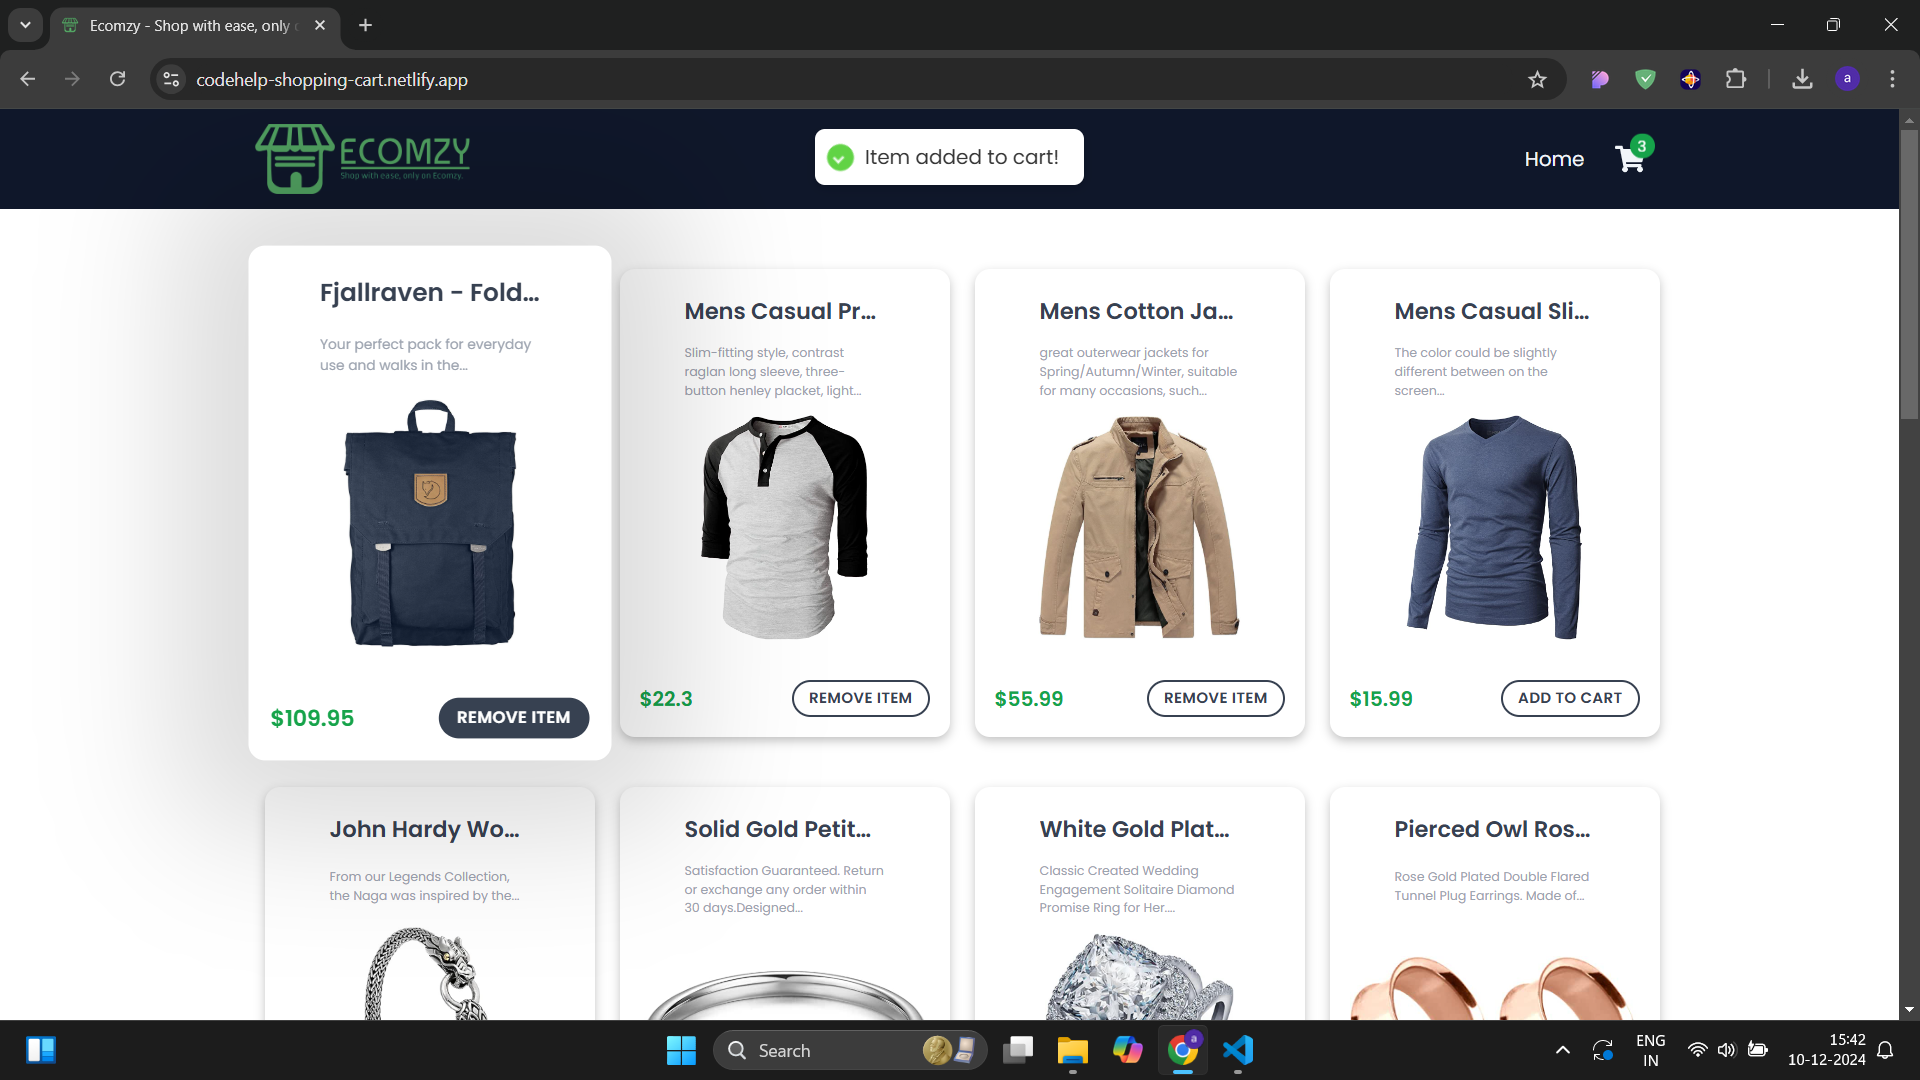 Ecomzy - Shop with ease, only
codehelp-shopping-cart.netlify.app
a
ECOMZY
Shop with ease, only on Ecomzy.
Item added to cart!
Home
3
Fjallraven - Fold...
Your perfect pack for everyday
use and walks in the...
$109.95
REMOVE ITEM
Mens Casual Pr...
Slim-fitting style, contrast
raglan long sleeve, three-
button henley placket, light...
$22.3
REMOVE ITEM
Mens Cotton Ja...
great outerwear jackets for
Spring/Autumn/Winter, suitable
for many occasions, such...
$55.99
REMOVE ITEM
Mens Casual Sli...
The color could be slightly
different between on the
screen...
$15.99
ADD TO CART
John Hardy Wo...
From our Legends Collection,
the Naga was inspired by the...
Solid Gold Petit...
Satisfaction Guaranteed. Return
or exchange any order within
30 days.Designed...
White Gold Plat...
Classic Created Wedding
Engagement Solitaire Diamond
Promise Ring for Her....
Pierced Owl Ros...
Rose Gold Plated Double Flared
Tunnel Plug Earrings. Made of...
Search
a
ENG
IN
15:42
10-12-2024